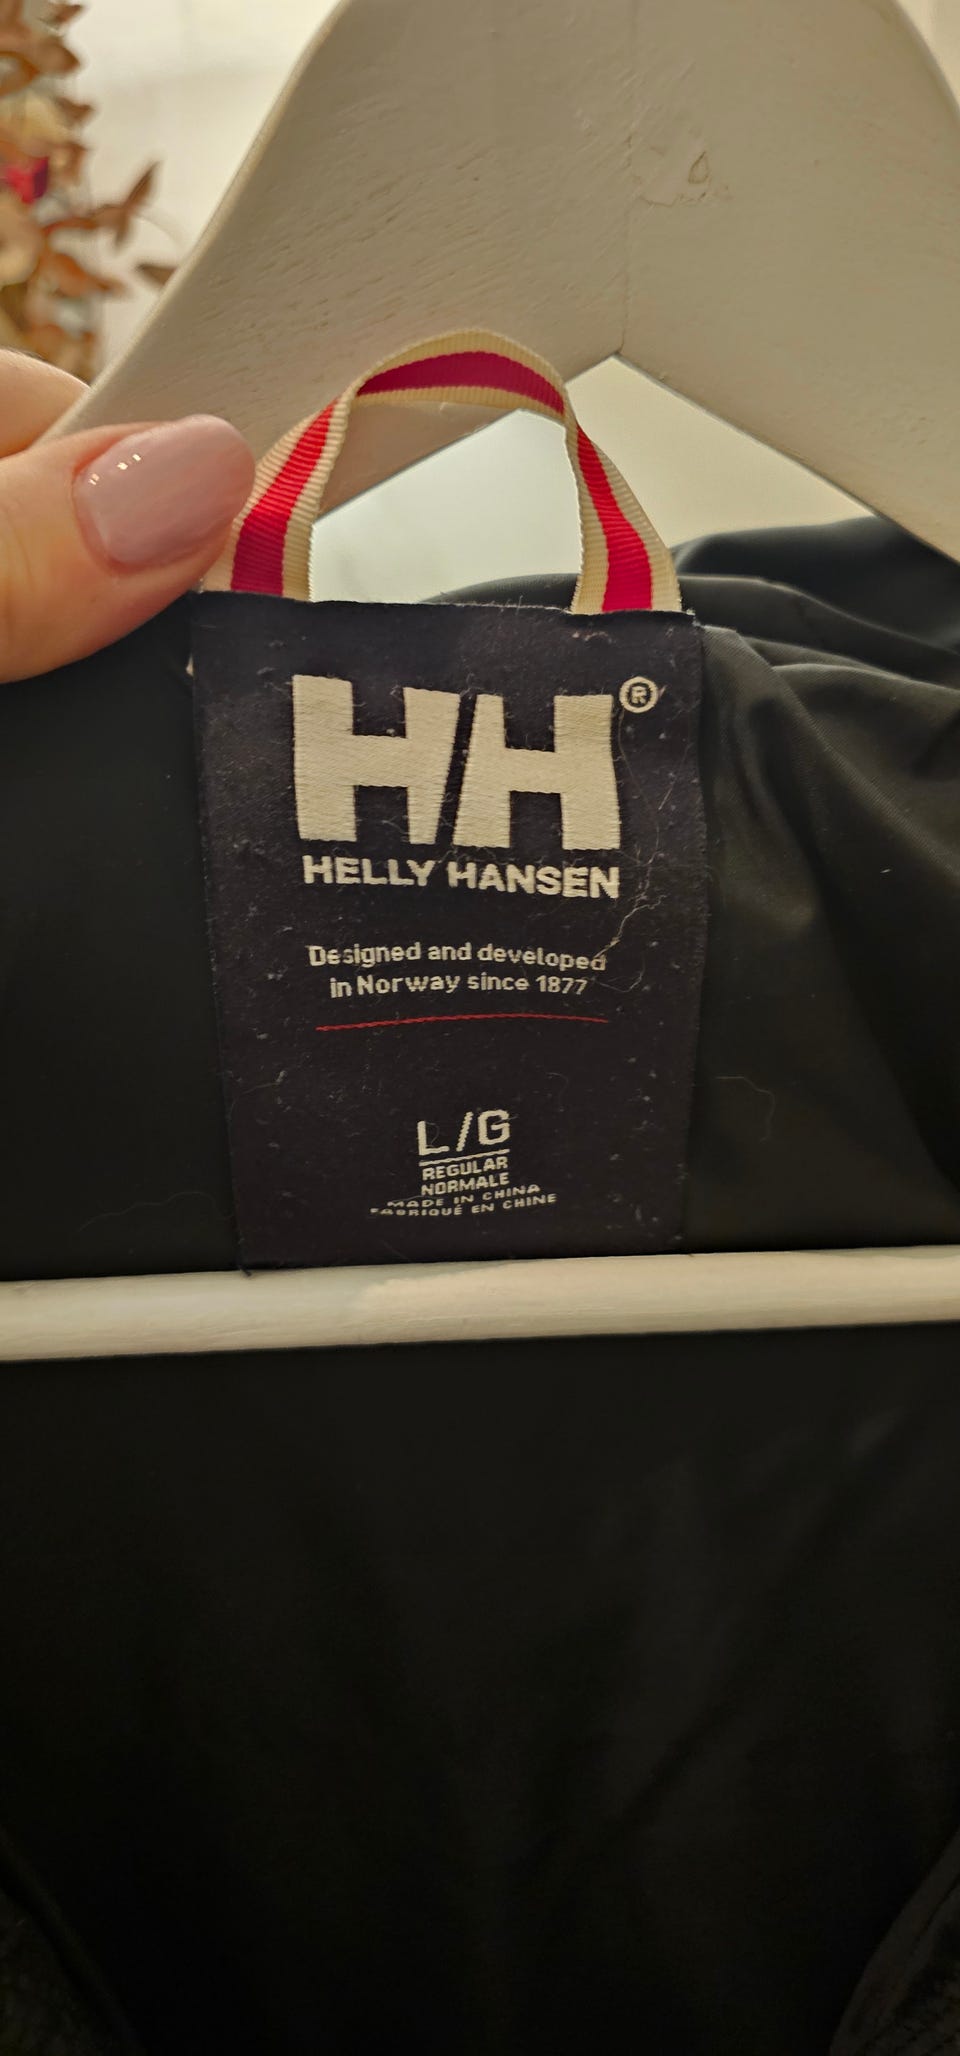 HH®
HELLY HANSEN
Designed and developed
in Norway since 1877
L/G
REGULAR
NORMALE
MADE IN CHINA
FABRIQUÉ EN CHINE